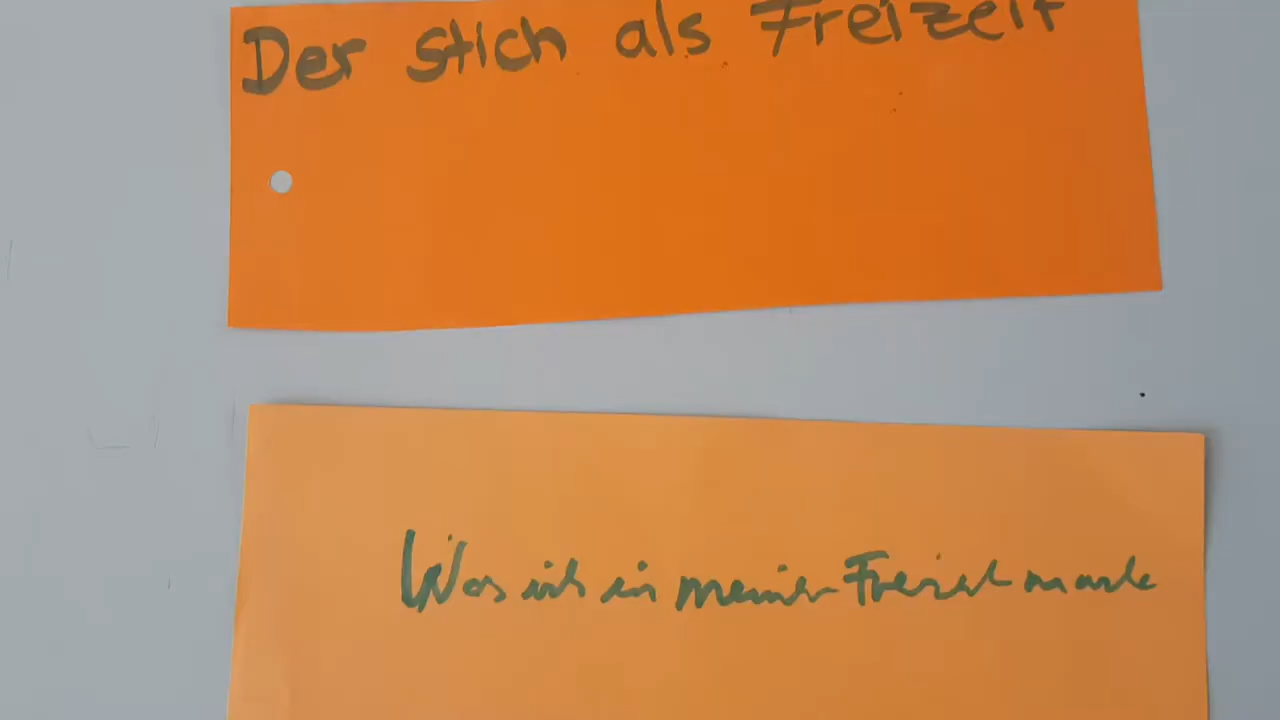 Der stich als Freizeit
Was ich in meiner Freizeit mache